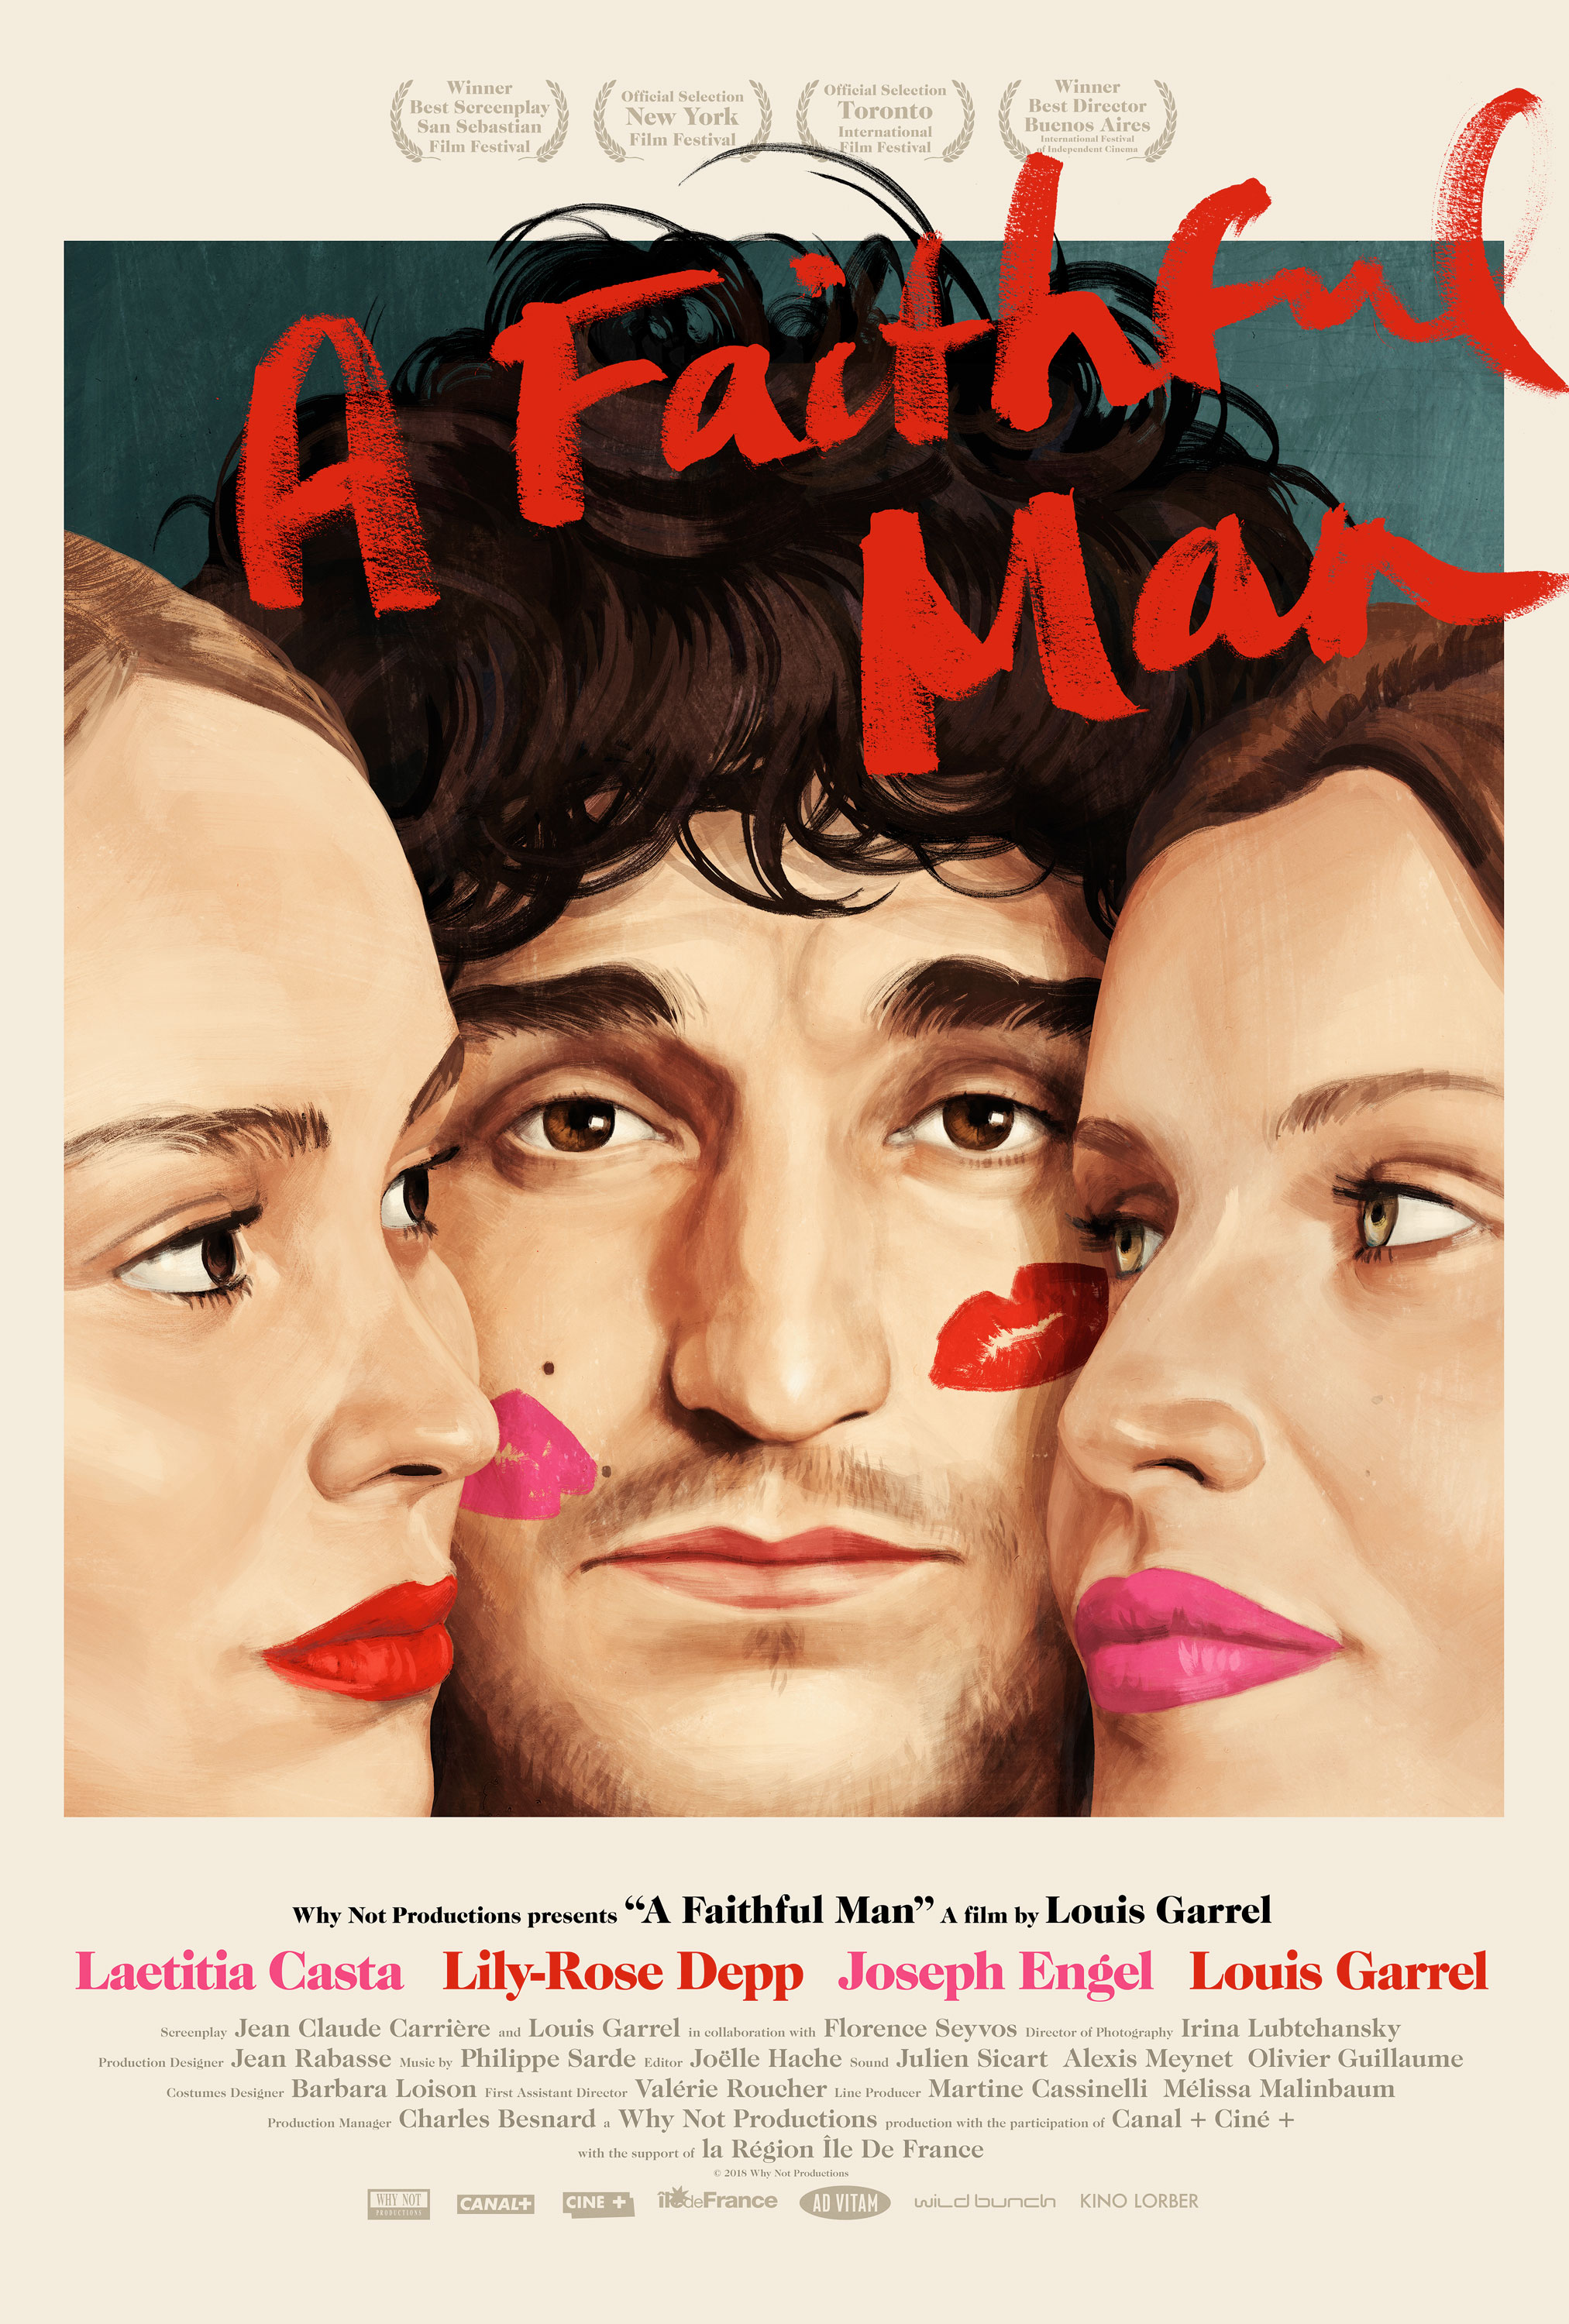 Winner
Best Screenplay
San Sebastian
Film Festival
Official Selection
New York
Film Festival
Official Selection
Toronto
International
Film Festival
Winner
Best Director
Buenos Aires
International Festival
of Independent Cinema
A Faithful
Man
Why Not Productions presents “A Faithful Man” A film by Louis Garrel
Laetitia Casta Lily-Rose Depp Joseph Engel Louis Garrel
Screenplay Jean Claude Carrière and Louis Garrel in collaboration with Florence Seyvos Director of Photography Irina Lubtchansky
Production Designer Jean Rabasse Music by Philippe Sarde Editor Joëlle Hache Sound Julien Sicart Alexis Meynet Olivier Guillaume
Costumes Designer Barbara Loison First Assistant Director Valérie Roucher Line Producer Martine Cassinelli Mélissa Malinbaum
Production Manager Charles Besnard a Why Not Productions production with the participation of Canal + Ciné +
with the support of la Région Île De France
© 2018 Why Not Productions
WHY NOT
PRODUCTIONS
CANAL+
CINE +
îledeFrance
AD VITAM
wild bunch
KINO LORBER